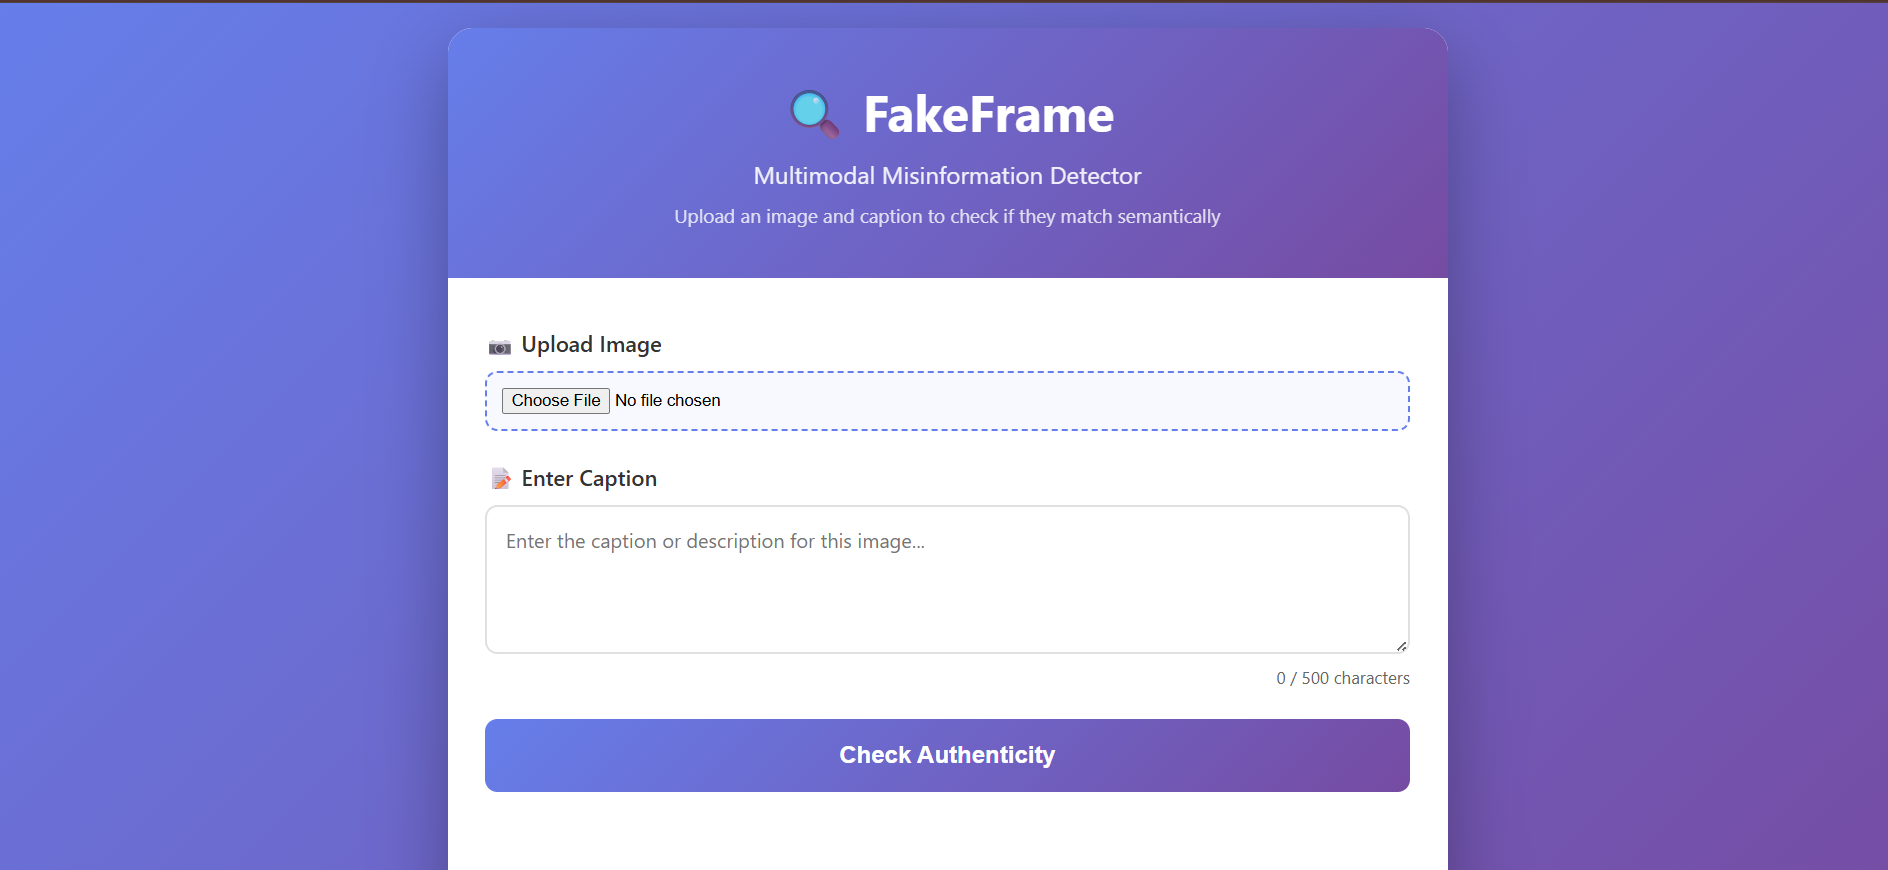 FakeFrame
Multimodal Misinformation Detector
Upload an image and caption to check if they match semantically
Upload Image
Choose File No file chosen
Enter Caption
Enter the caption or description for this image...
0 / 500 characters
Check Authenticity